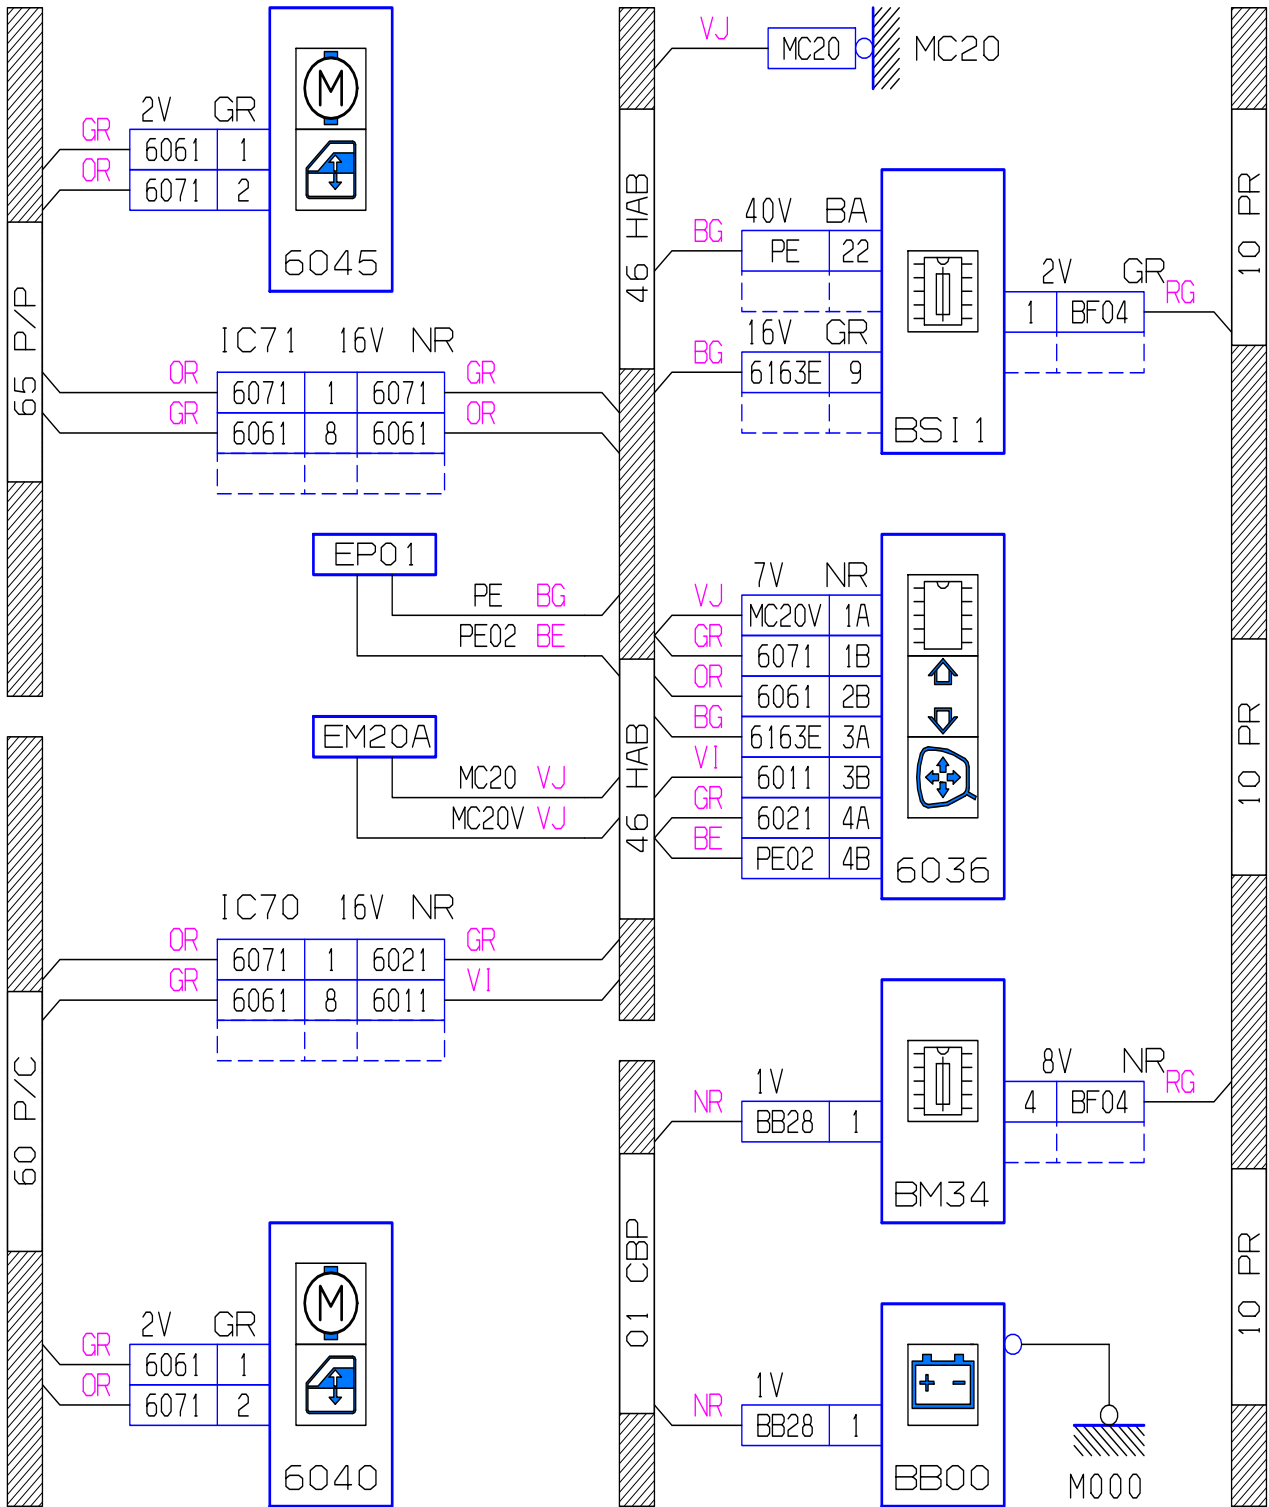 M
2V GR
GR 6061 1
OR 6071 2
6045
65 P/P
IC71 16V NR
OR 6071 1 6071 GR
GR 6061 8 6061 OR
EP01
PE BG
PE02 BE
EM20A
MC20 VJ
MC20V VJ
IC70 16V NR
OR 6071 1 6021 GR
GR 6061 8 6011 VI
60 P/C
M
2V GR
GR 6061 1
OR 6071 2
6040
46 HAB
46 HAB
01 CBP
VJ MC20 MC20
40V BA
BG PE 22
16V GR
BG 6163E 9
BSI1
2V GR
1 BF04 RG
7V NR
VJ MC20V 1A
GR 6071 1B
OR 6061 2B
BG 6163E 3A
VI 6011 3B
GR 6021 4A
BE PE02 4B
6036
1V
NR BB28 1
BM34
8V NR
4 BF04 RG
1V
NR BB28 1
+ -
BB00
M000
10 PR
10 PR
10 PR